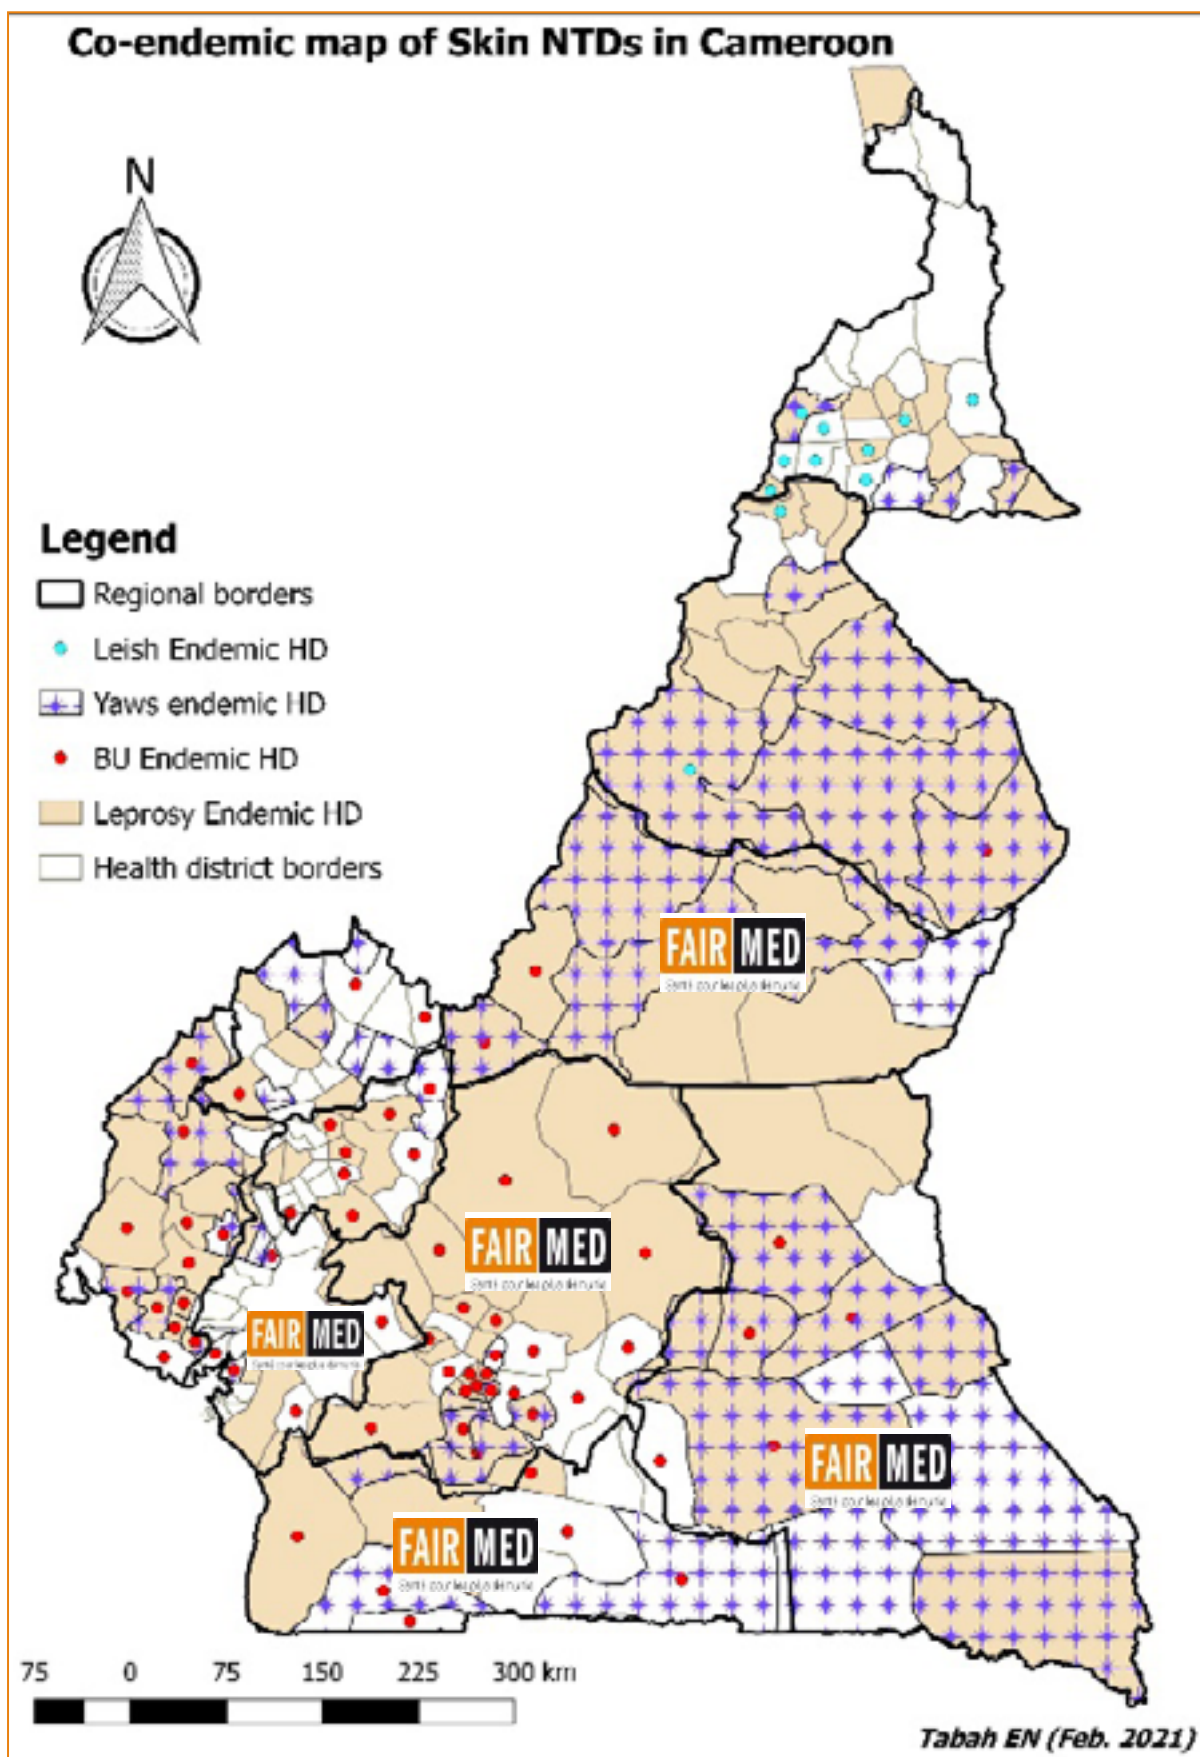 Co-endemic map of Skin NTDs in Cameroon
N
Legend
Regional borders
Leish Endemic HD
Yaws endemic HD
BU Endemic HD
Leprosy Endemic HD
Health district borders
FAIR MED
FAIR MED
FAIR MED
FAIR MED
FAIR MED
75 0 75 150 225 300 km
Tabah EN (Feb. 2021)